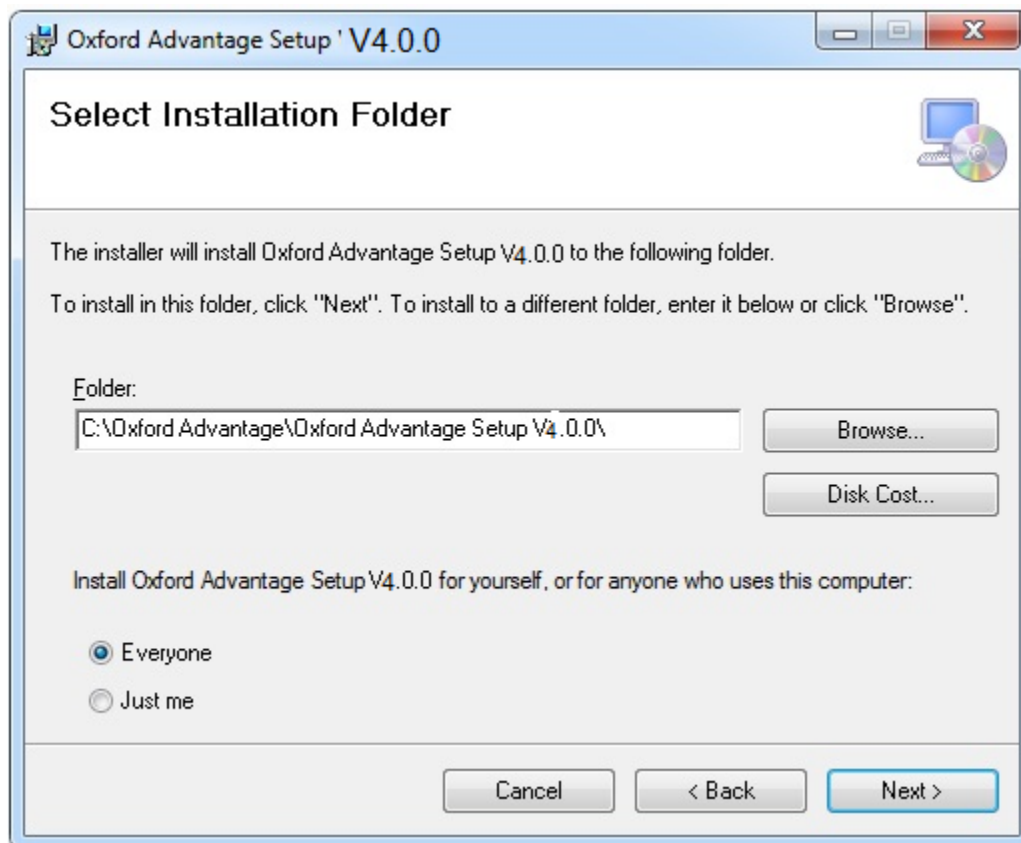 Oxford Advantage Setup ' V4.0.0
Select Installation Folder
The installer will install Oxford Advantage Setup V4.0.0 to the following folder.
To install in this folder, click "Next". To install to a different folder, enter it below or click "Browse".
Folder:
C:\Oxford Advantage\Oxford Advantage Setup V4.0.0\
Browse...
Disk Cost...
Install Oxford Advantage Setup V4.0.0 for yourself, or for anyone who uses this computer:
Everyone
Just me
Cancel
< Back
Next >